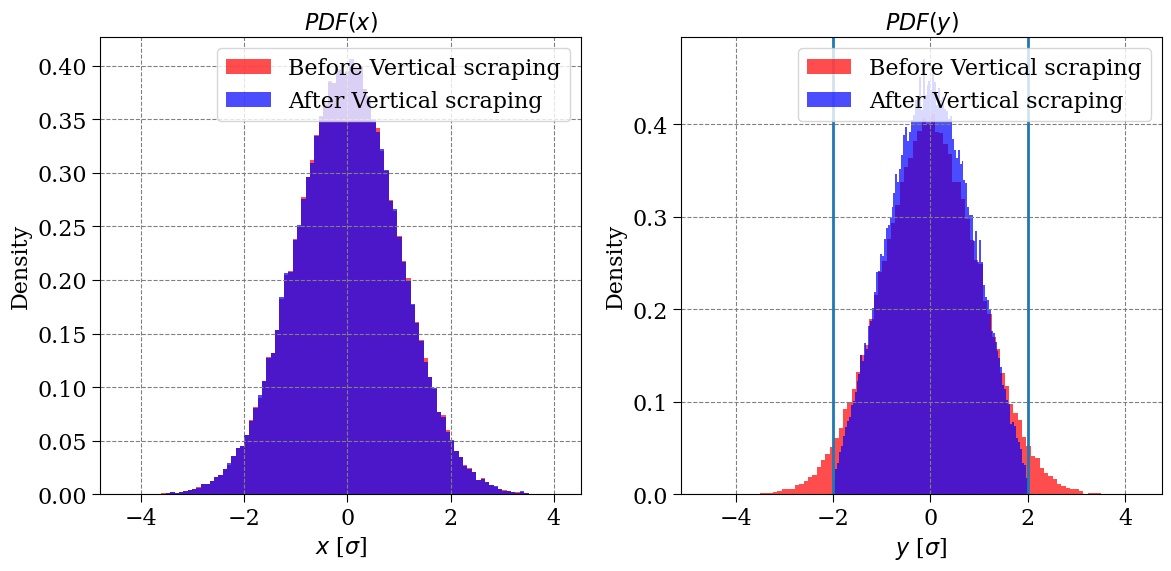 PDF(x)
Before Vertical scraping
After Vertical scraping
Density
0.40
0.35
0.30
0.25
0.20
0.15
0.10
0.05
0.00
−4 −2 0 2 4
x [σ]
PDF(y)
Before Vertical scraping
After Vertical scraping
Density
0.4
0.3
0.2
0.1
0.0
−4 −2 0 2 4
y [σ]